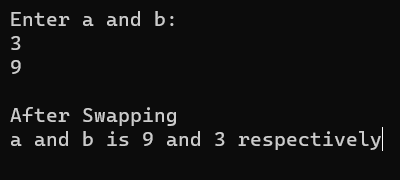 Enter a and b:
3
9
After Swapping
a and b is 9 and 3 respectively